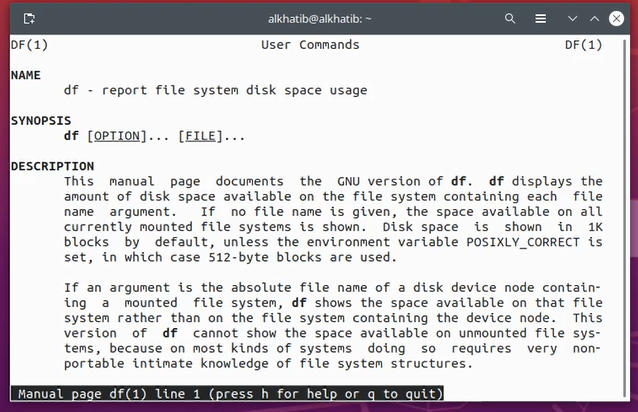 alkhatib@alkhatib: ~
DF(1) User Commands DF(1)
NAME
df - report file system disk space usage
SYNOPSIS
df [OPTION]... [FILE]...
DESCRIPTION
This manual page documents the GNU version of df. df displays the
amount of disk space available on the file system containing each file
name argument. If no file name is given, the space available on all
currently mounted file systems is shown. Disk space is shown in 1K
blocks by default, unless the environment variable POSIXLY_CORRECT is
set, in which case 512-byte blocks are used.
If an argument is the absolute file name of a disk device node contain-
ing a mounted file system, df shows the space available on that file
system rather than on the file system containing the device node. This
version of df cannot show the space available on unmounted file sys-
tems, because on most kinds of systems doing so requires very non-
portable intimate knowledge of file system structures.
Manual page df(1) line 1 (press h for help or q to quit)